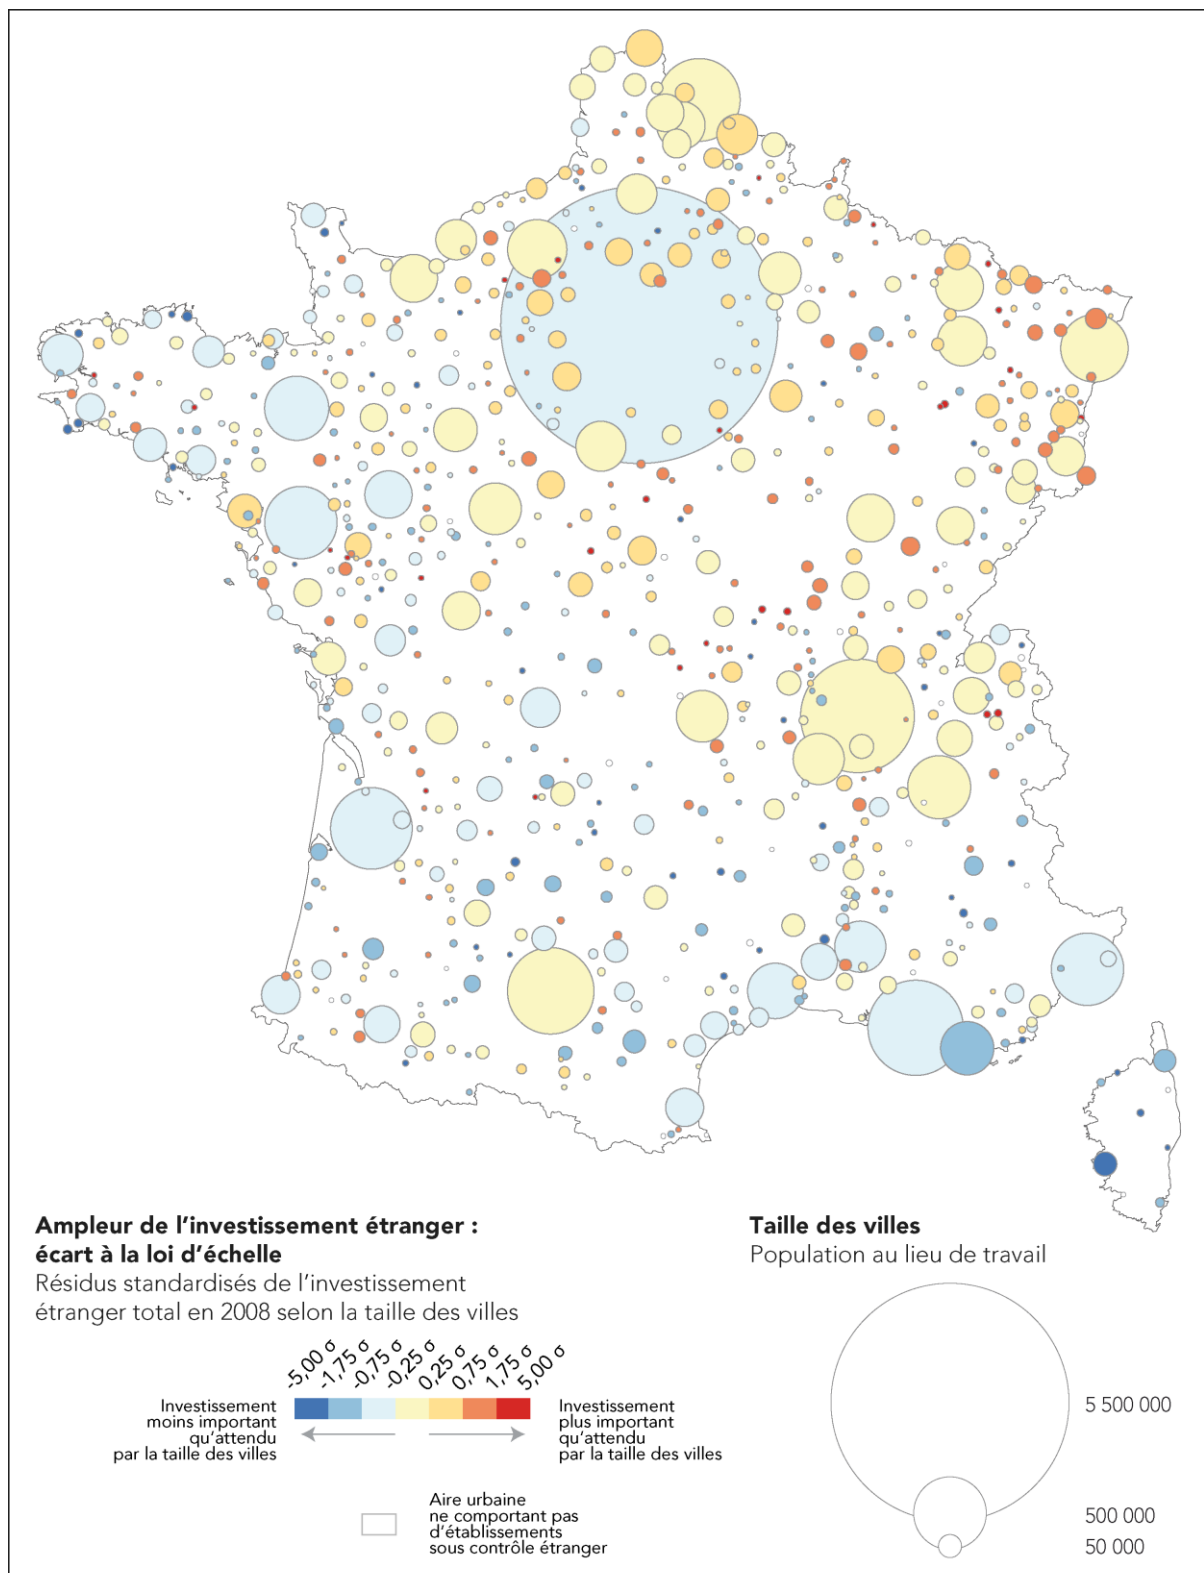 Ampleur de l'investissement étranger :
écart à la loi d'échelle
Résidus standardisés de l'investissement
étranger total en 2008 selon la taille des villes
-5,00 σ
-1,75 σ
-0,75 σ
-0,25 σ
0,25 σ
0,75 σ
1,75 σ
5,00 σ
Investissement
moins important
qu'attendu
par la taille des villes
Investissement
plus important
qu'attendu
par la taille des villes
Aire urbaine
ne comportant pas
d'établissements
sous contrôle étranger
Taille des villes
Population au lieu de travail
5 500 000
500 000
50 000